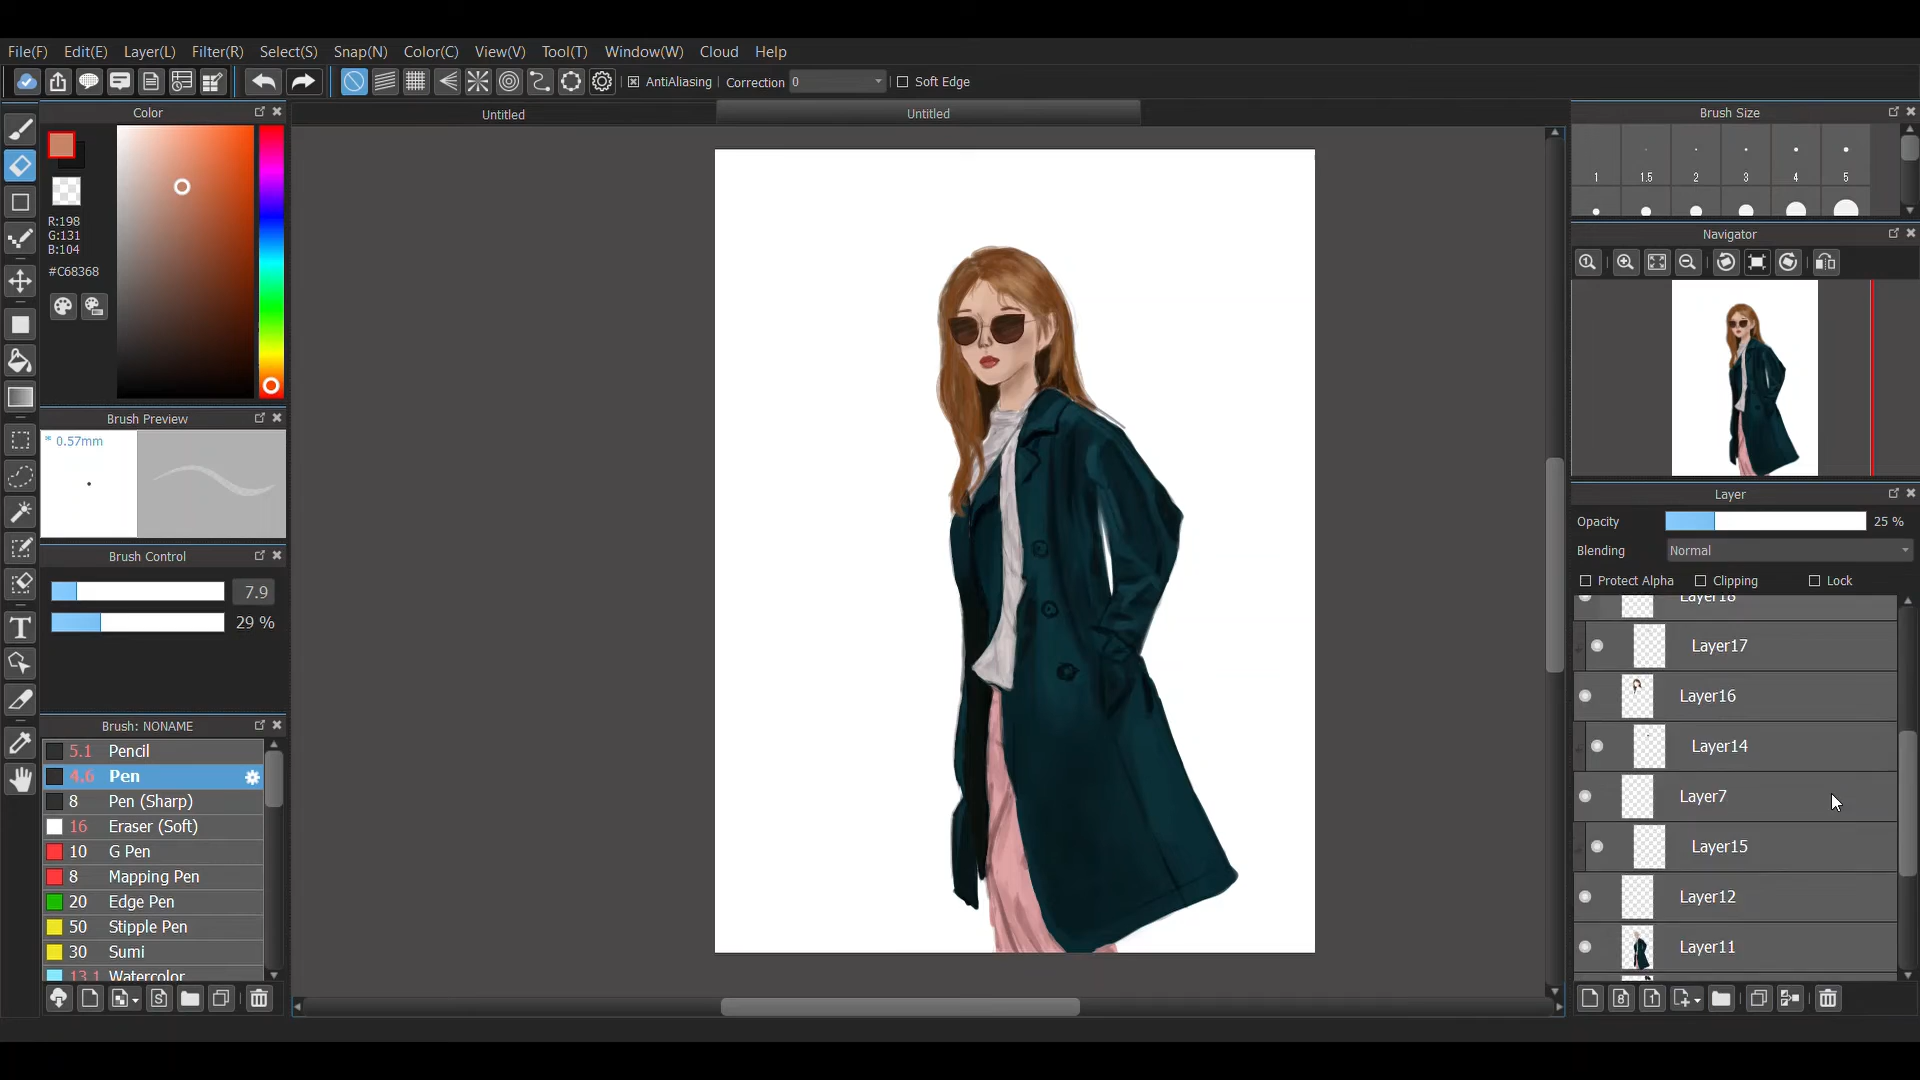 File(F) Edit(E) Layer(L) Filter(R) Select(S) Snap(N) Color(C) View(V) Tool(T) Window(W) Cloud Help
AntiAliasing Correction 0 Soft Edge
Color
R:198
G:131
B:104
#C68368
Brush Preview
* 0.57mm
Brush Control
7.9
29 %
Brush: NONAME
5.1 Pencil
4.6 Pen
8 Pen (Sharp)
16 Eraser (Soft)
10 G Pen
8 Mapping Pen
20 Edge Pen
50 Stipple Pen
30 Sumi
13.1 Watercolor
Untitled Untitled
Brush Size
1 1.5 2 3 4 5
Navigator
Layer
Opacity 25 %
Blending Normal
Protect Alpha Clipping Lock
Layer18
Layer17
Layer16
Layer14
Layer7
Layer15
Layer12
Layer11